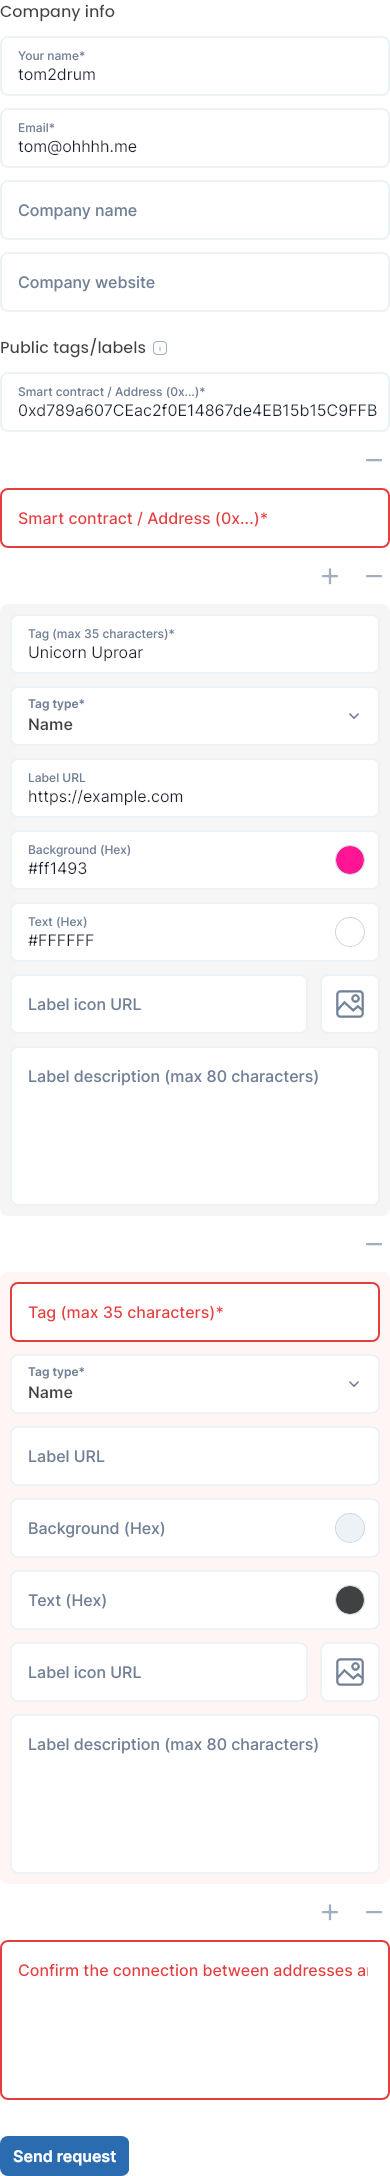 Company info
Your name*
tom2drum
Email*
tom@ohhhh.me
Company name
Company website
Public tags/labels
Smart contract / Address (0x...)*
0xd789a607CEac2f0E14867de4EB15b15C9FFB
Smart contract / Address (0x...)*
Tag (max 35 characters)*
Unicorn Uproar
Tag type*
Name
Label URL
https://example.com
Background (Hex)
#ff1493
Text (Hex)
#FFFFFF
Label icon URL
Label description (max 80 characters)
Tag (max 35 characters)*
Tag type*
Name
Label URL
Background (Hex)
Text (Hex)
Label icon URL
Label description (max 80 characters)
Confirm the connection between addresses
Send request